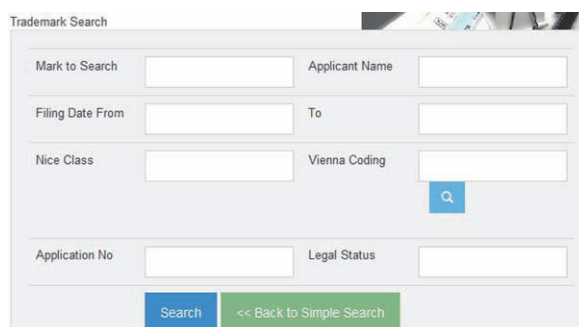 Trademark Search
Mark to Search Applicant Name
Filing Date From To
Nice Class Vienna Coding
Application No Legal Status
Search << Back to Simple Search